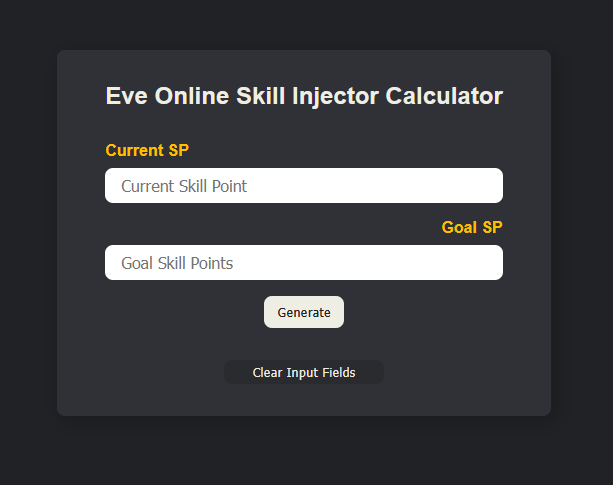 Eve Online Skill Injector Calculator
Current SP
Current Skill Point
Goal SP
Goal Skill Points
Generate
Clear Input Fields